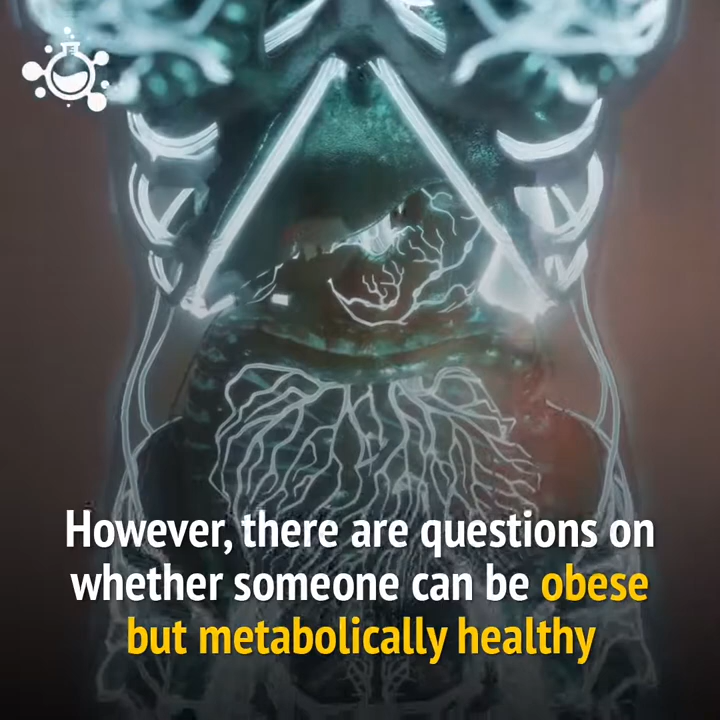 However, there are questions on
whether someone can be obese
but metabolically healthy